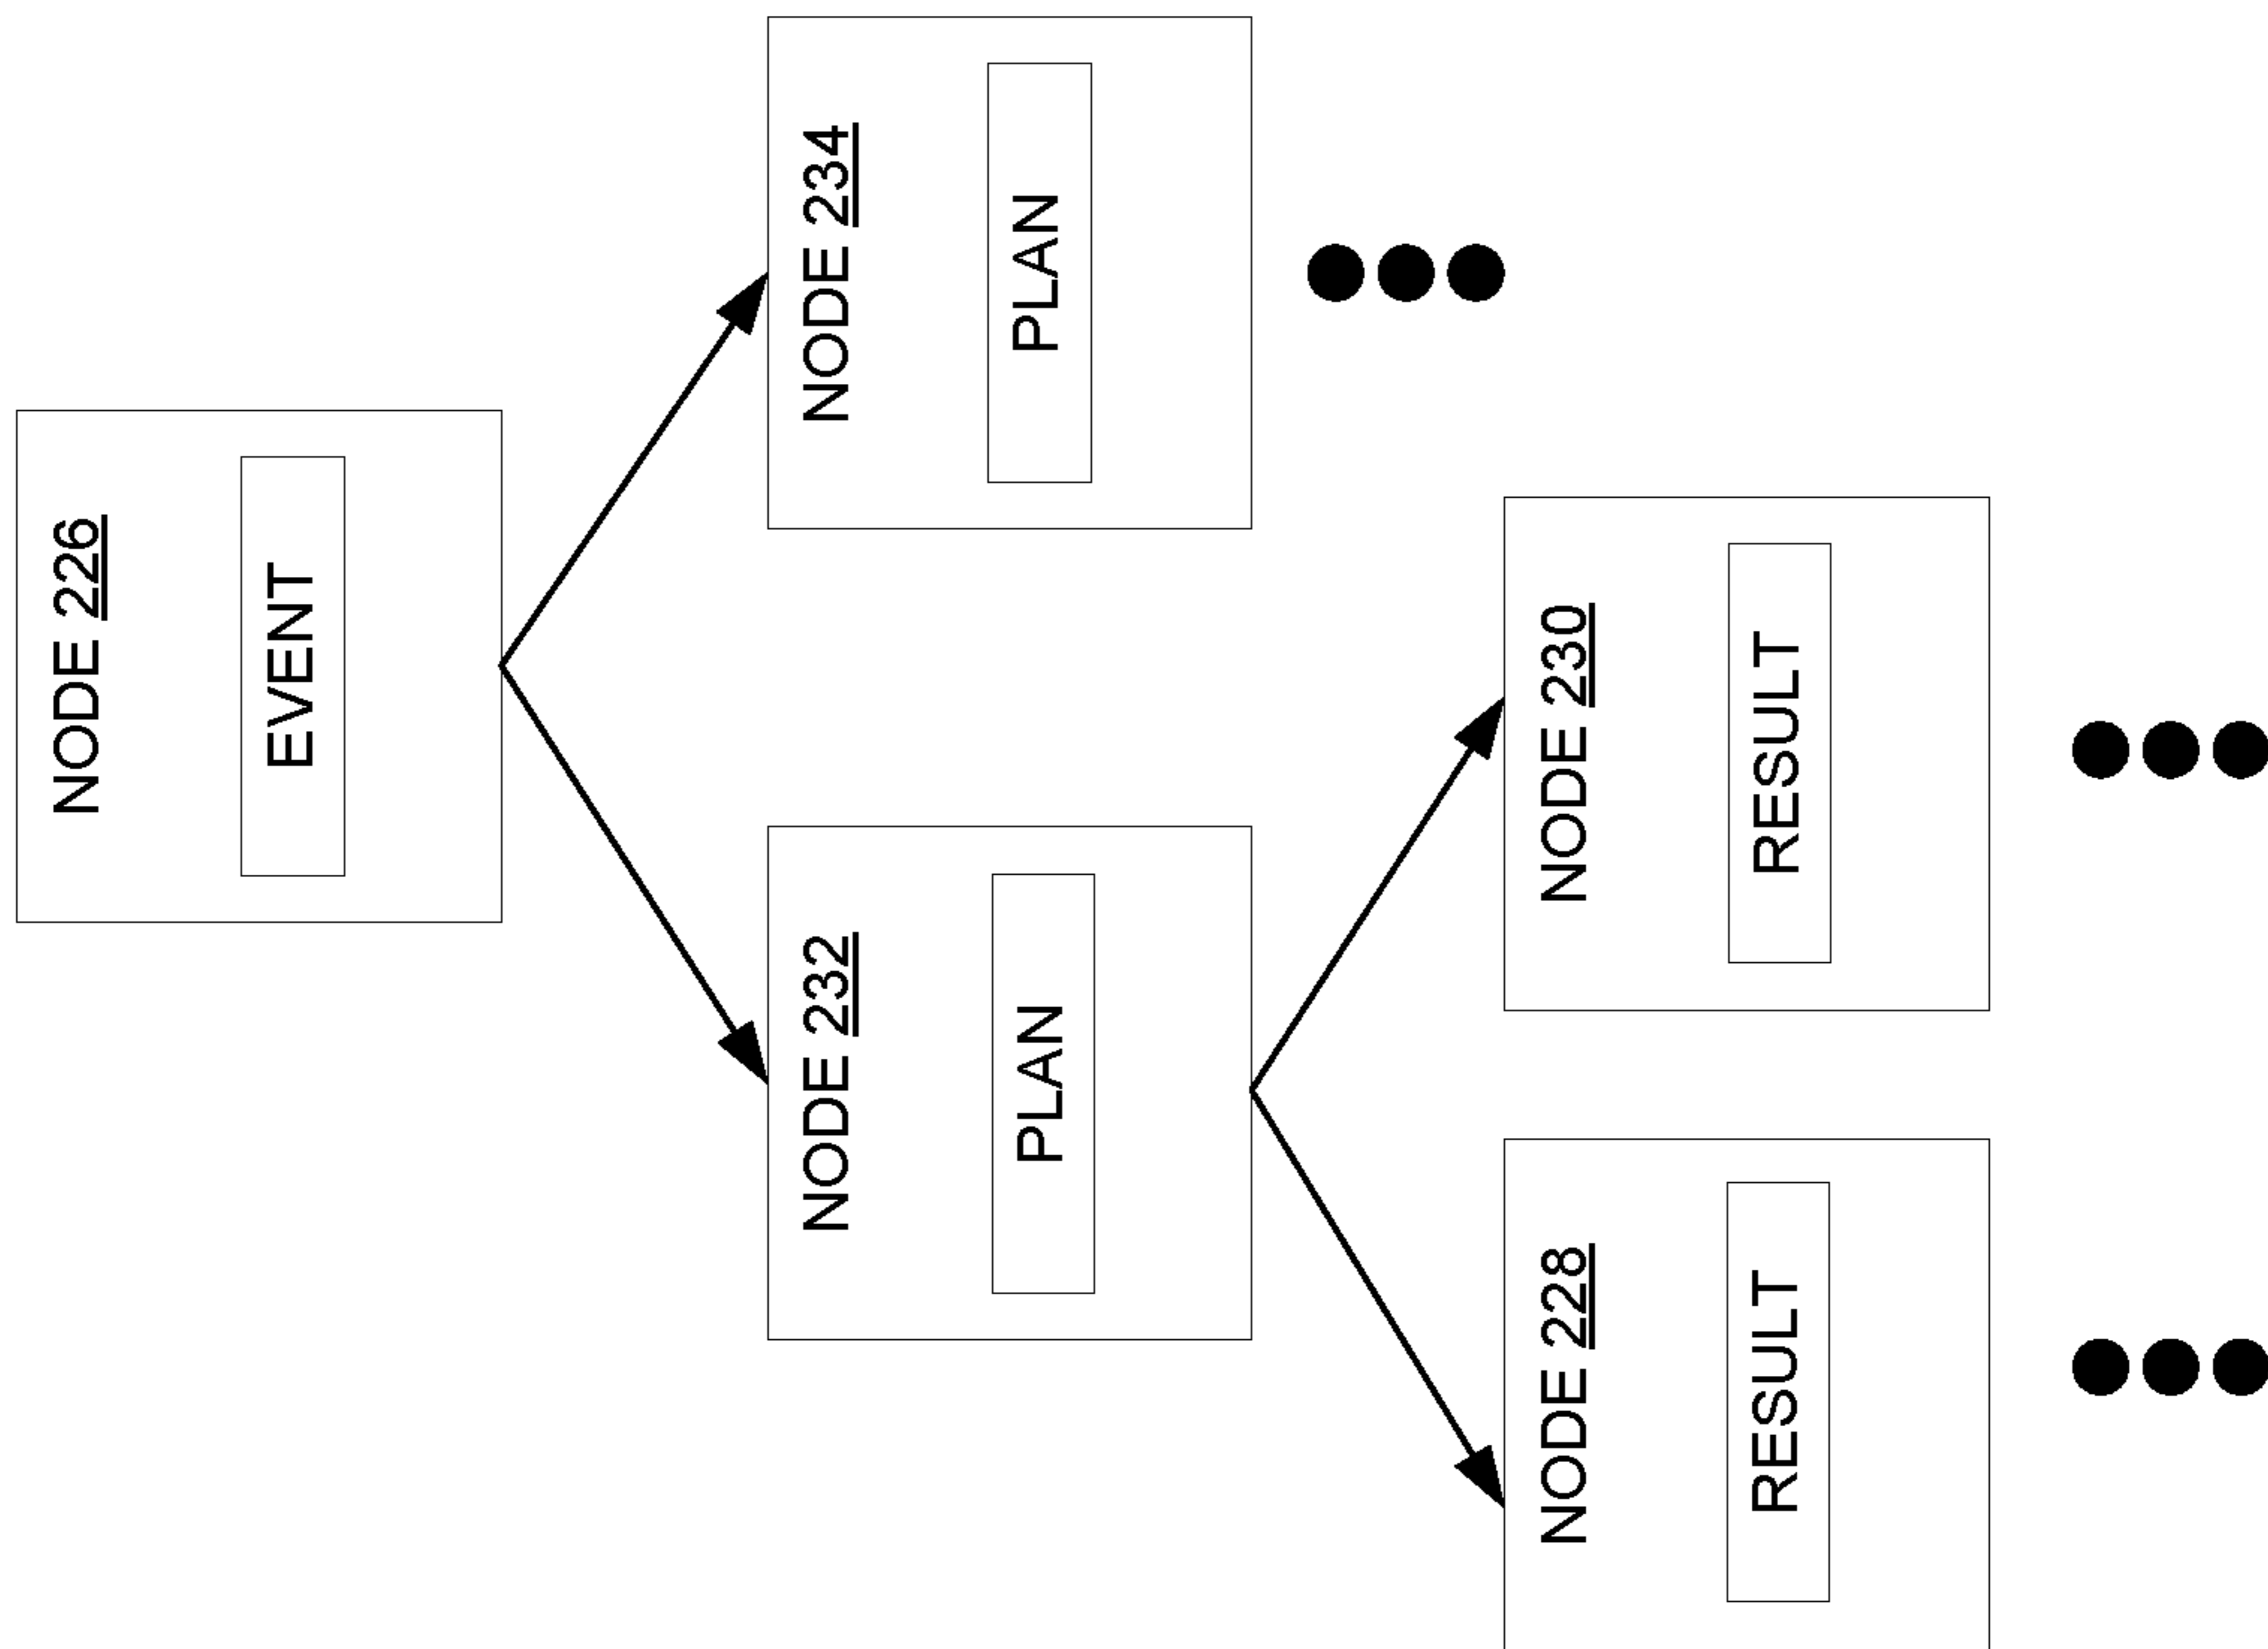 NODE 226
EVENT
NODE 232
PLAN
NODE 234
PLAN
NODE 228
RESULT
NODE 230
RESULT